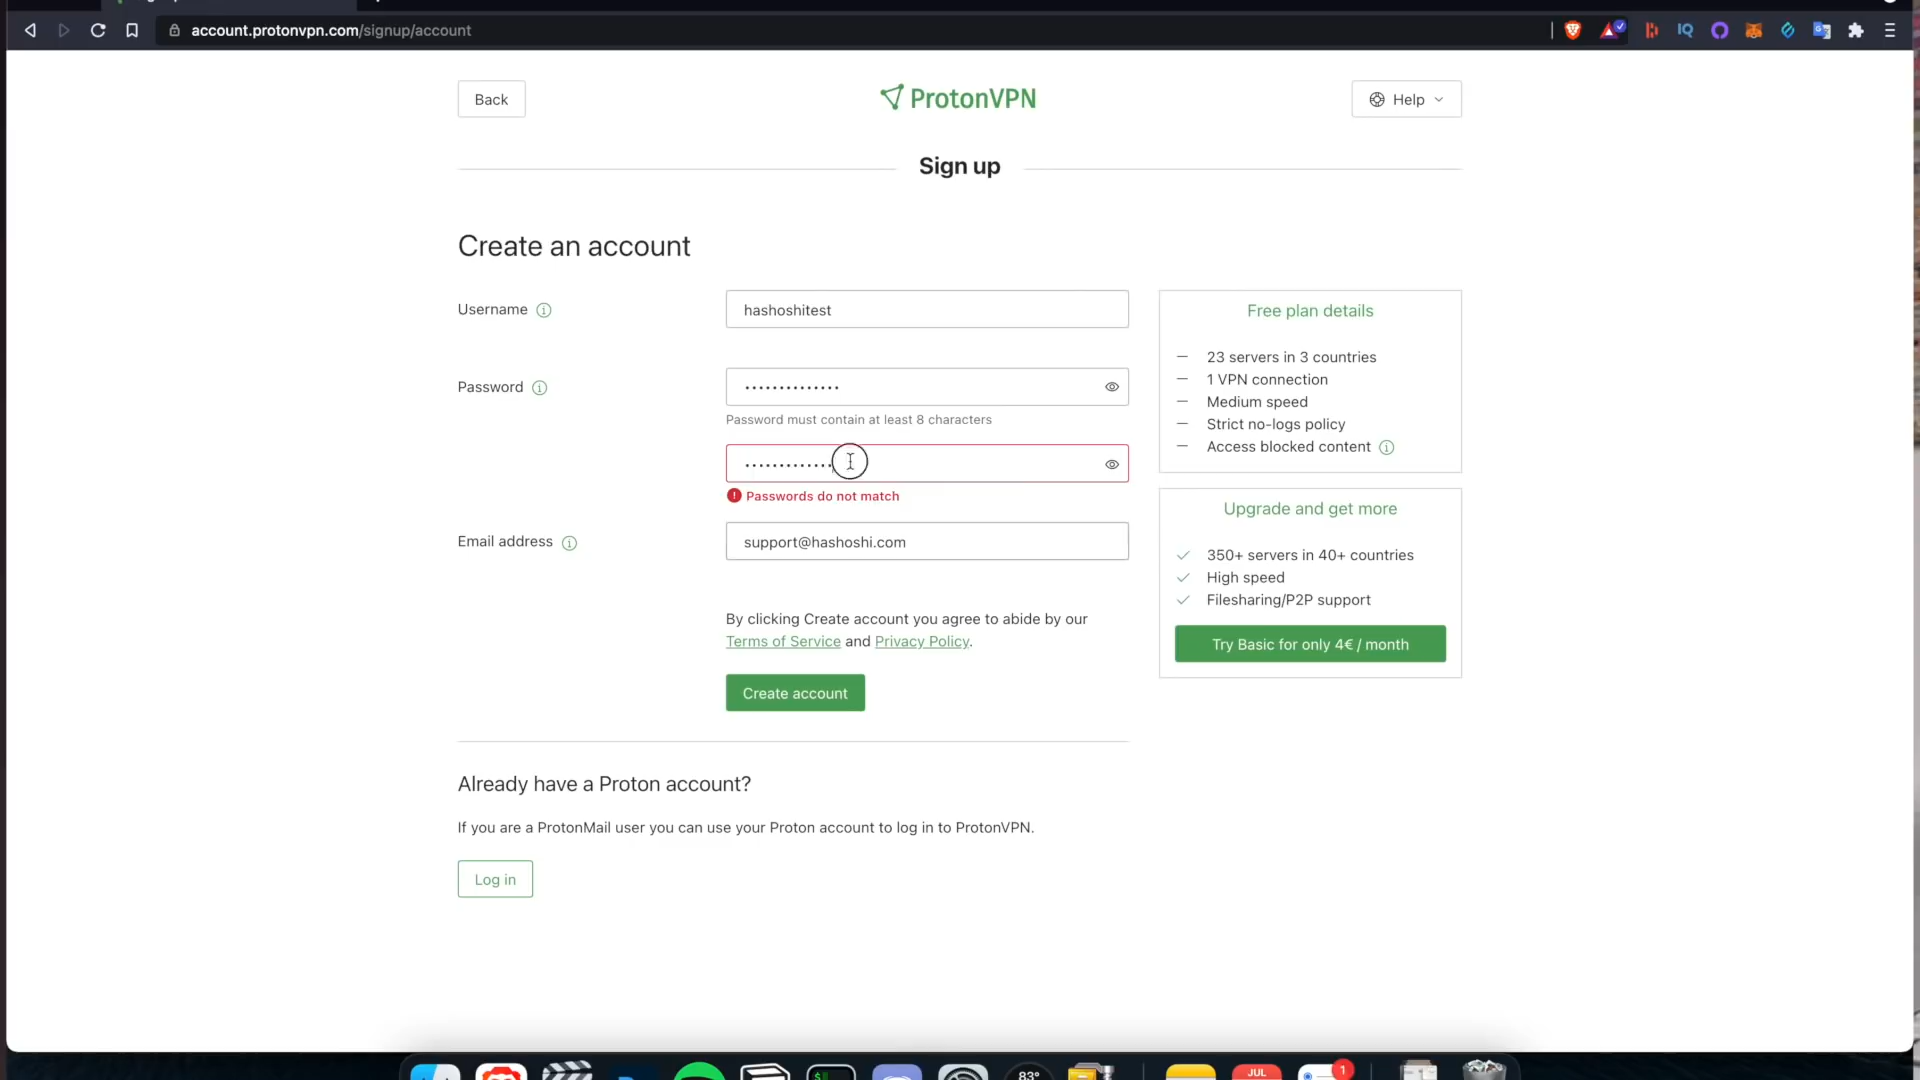 account.protonvpn.com/signup/account
Back
ProtonVPN
Help
Sign up
Create an account
Username
hashoshitest
Password
Password must contain at least 8 characters
Passwords do not match
Email address
support@hashoshi.com
By clicking Create account you agree to abide by our
Terms of Service and Privacy Policy.
Create account
Free plan details
23 servers in 3 countries
1 VPN connection
Medium speed
Strict no-logs policy
Access blocked content
Upgrade and get more
350+ servers in 40+ countries
High speed
Filesharing/P2P support
Try Basic for only 4€ / month
Already have a Proton account?
If you are a ProtonMail user you can use your Proton account to log in to ProtonVPN.
Log in
83°
JUL
1